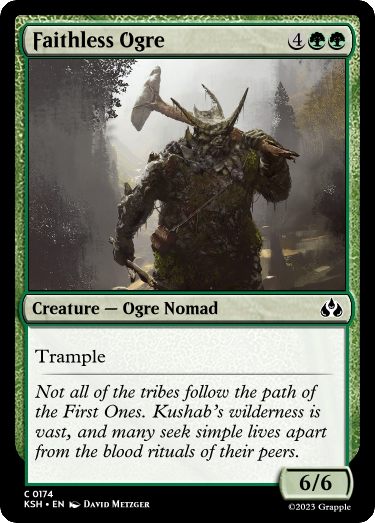 Faithless Ogre 4
Creature — Ogre Nomad
Trample
Not all of the tribes follow the path of
the First Ones. Kushab's wilderness is
vast, and many seek simple lives apart
from the blood rituals of their peers.
6/6
C 0174
KSH • EN David Metzger
©2023 Grapple